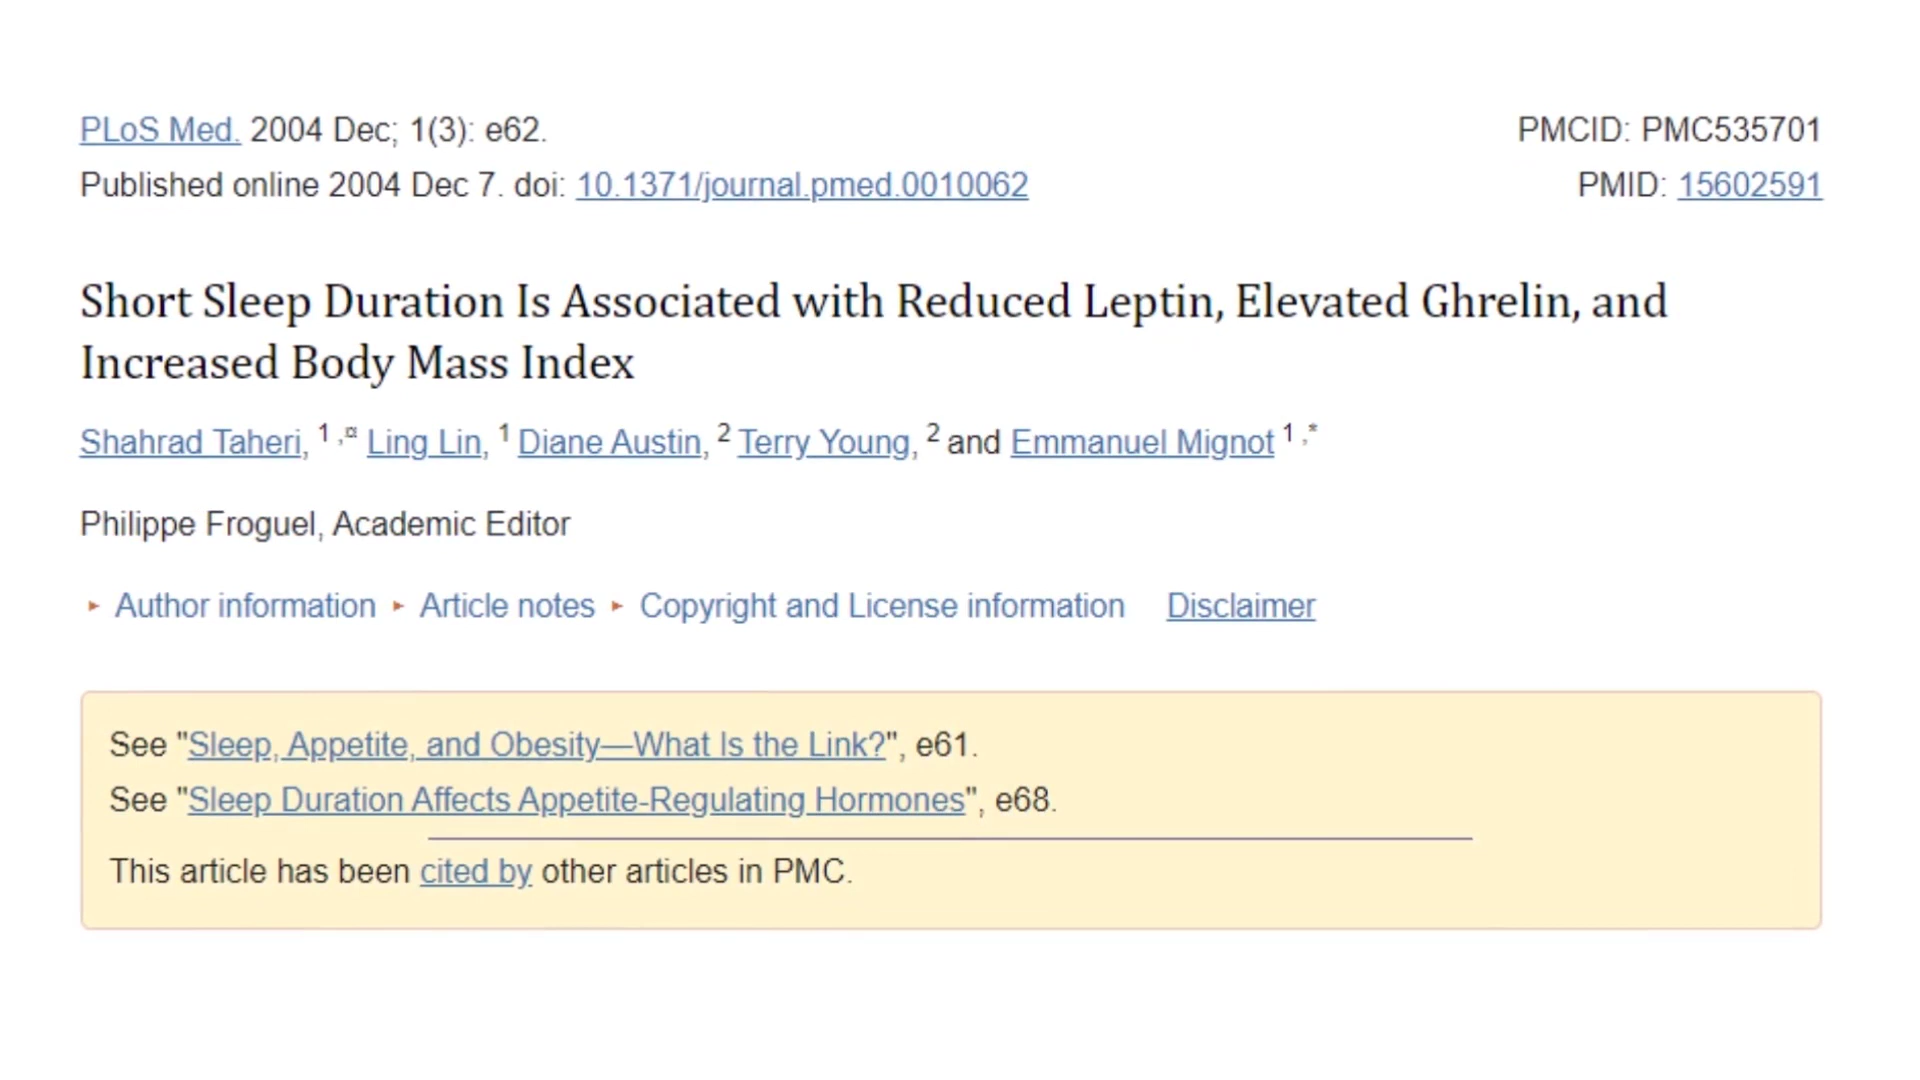 PLoS Med. 2004 Dec; 1(3): e62.
PMCID: PMC535701
Published online 2004 Dec 7. doi: 10.1371/journal.pmed.0010062
PMID: 15602591
Short Sleep Duration Is Associated with Reduced Leptin, Elevated Ghrelin, and
Increased Body Mass Index
Shahrad Taheri, 1 ,¤ Ling Lin, 1 Diane Austin, 2 Terry Young, 2 and Emmanuel Mignot 1 ,*
Philippe Froguel, Academic Editor
▸ Author information ▸ Article notes ▸ Copyright and License information Disclaimer
See "Sleep, Appetite, and Obesity—What Is the Link?", e61.
See "Sleep Duration Affects Appetite-Regulating Hormones", e68.
This article has been cited by other articles in PMC.